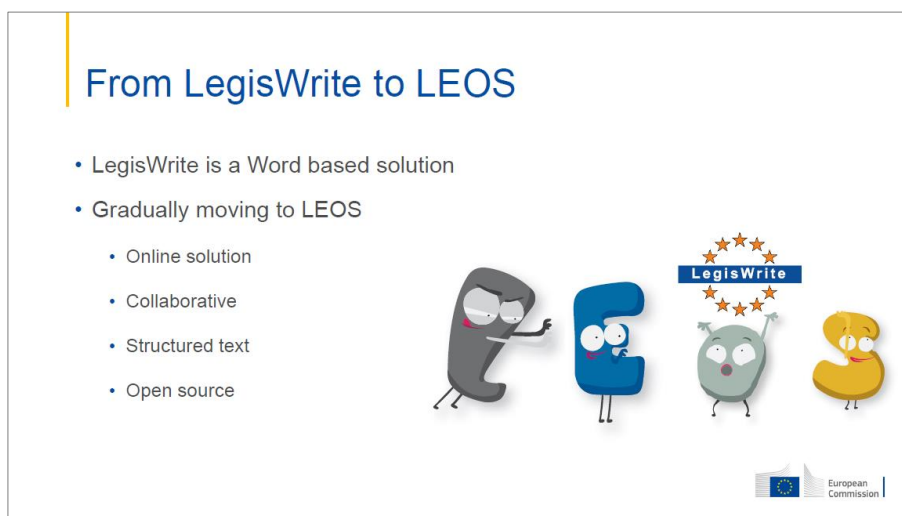 From LegisWrite to LEOS
• LegisWrite is a Word based solution
• Gradually moving to LEOS
• Online solution
• Collaborative
• Structured text
• Open source
LegisWrite
LEOS
European
Commission